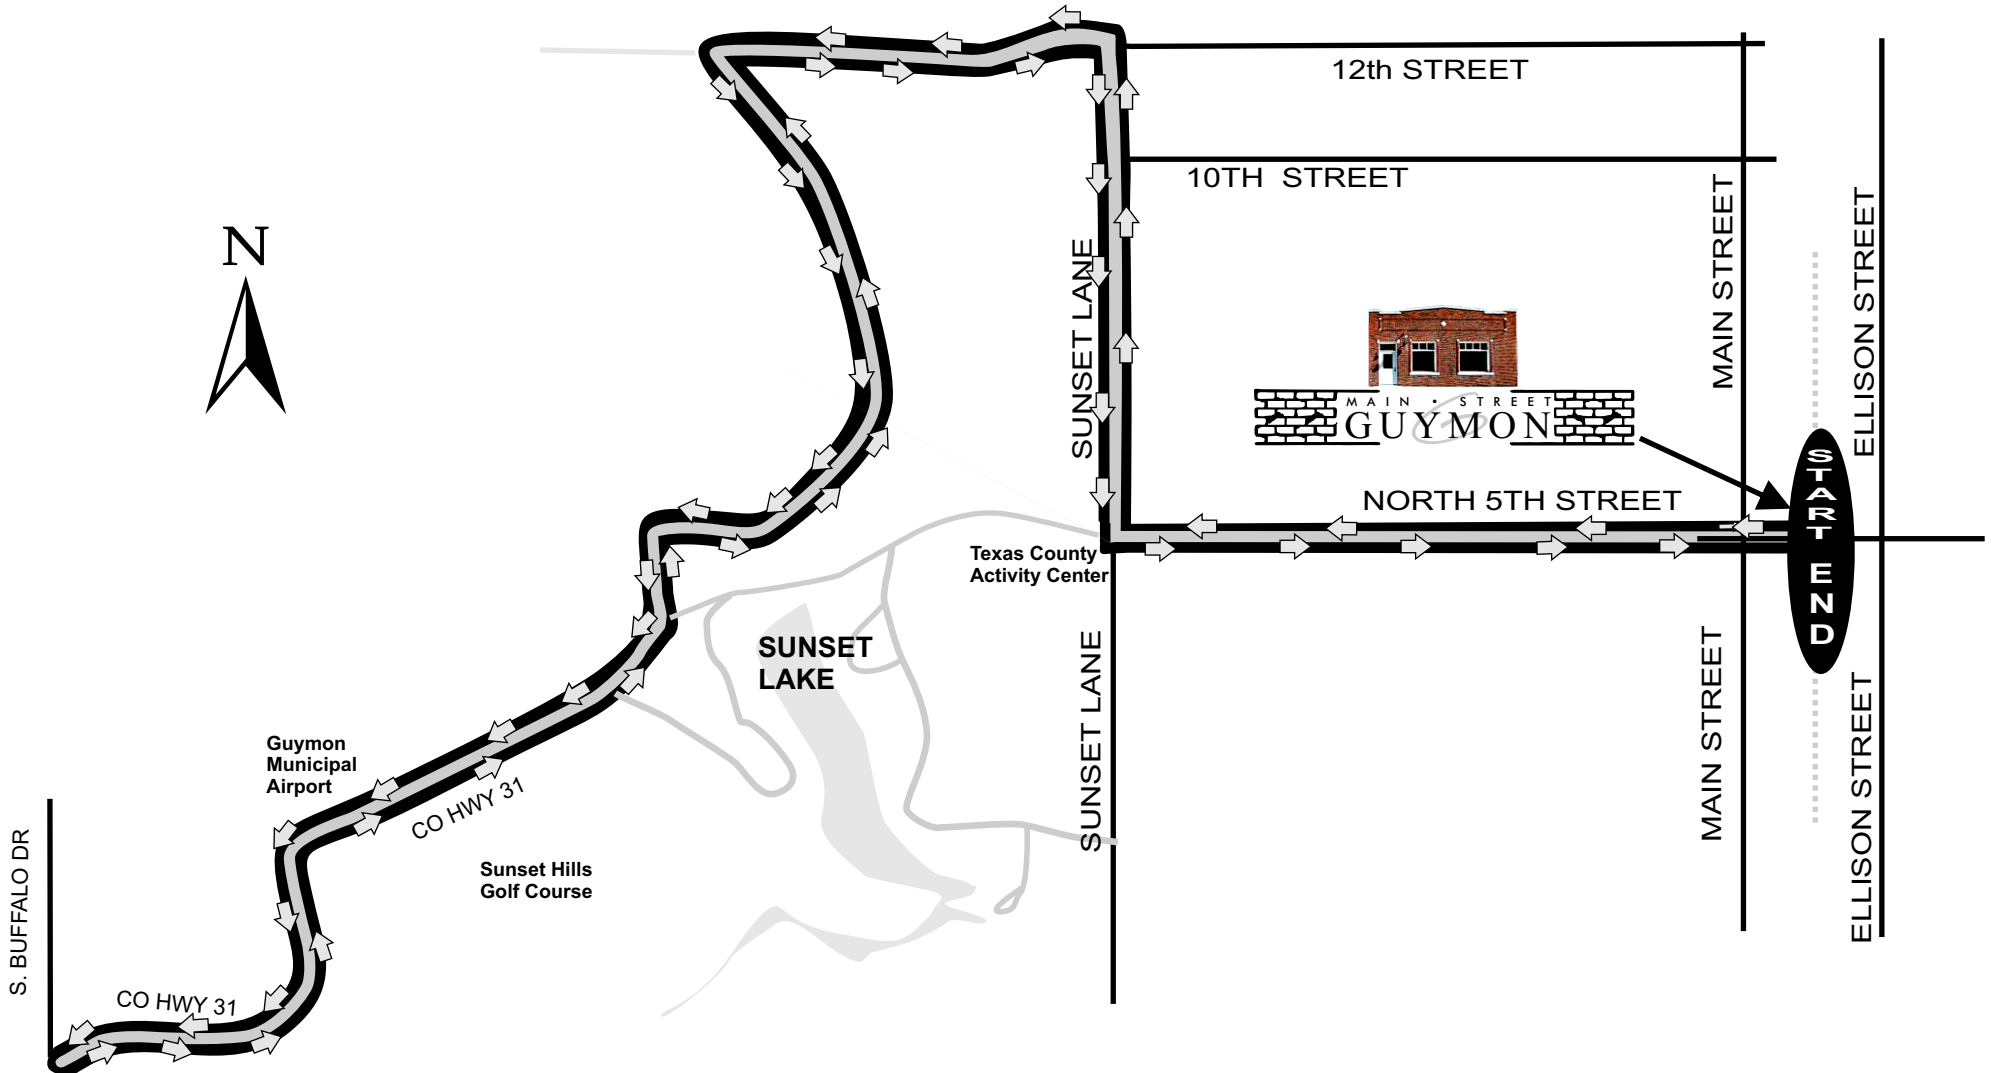 12th STREET
10TH STREET
N
MAIN STREET
ELLISON STREET
SUNSET LANE
MAIN • STREET
GUYMON
NORTH 5TH STREET
START END
Texas County
Activity Center
SUNSET
LAKE
SUNSET LANE
MAIN STREET
ELLISON STREET
Guymon
Municipal
Airport
CO HWY 31
Sunset Hills
Golf Course
S. BUFFALO DR
CO HWY 31